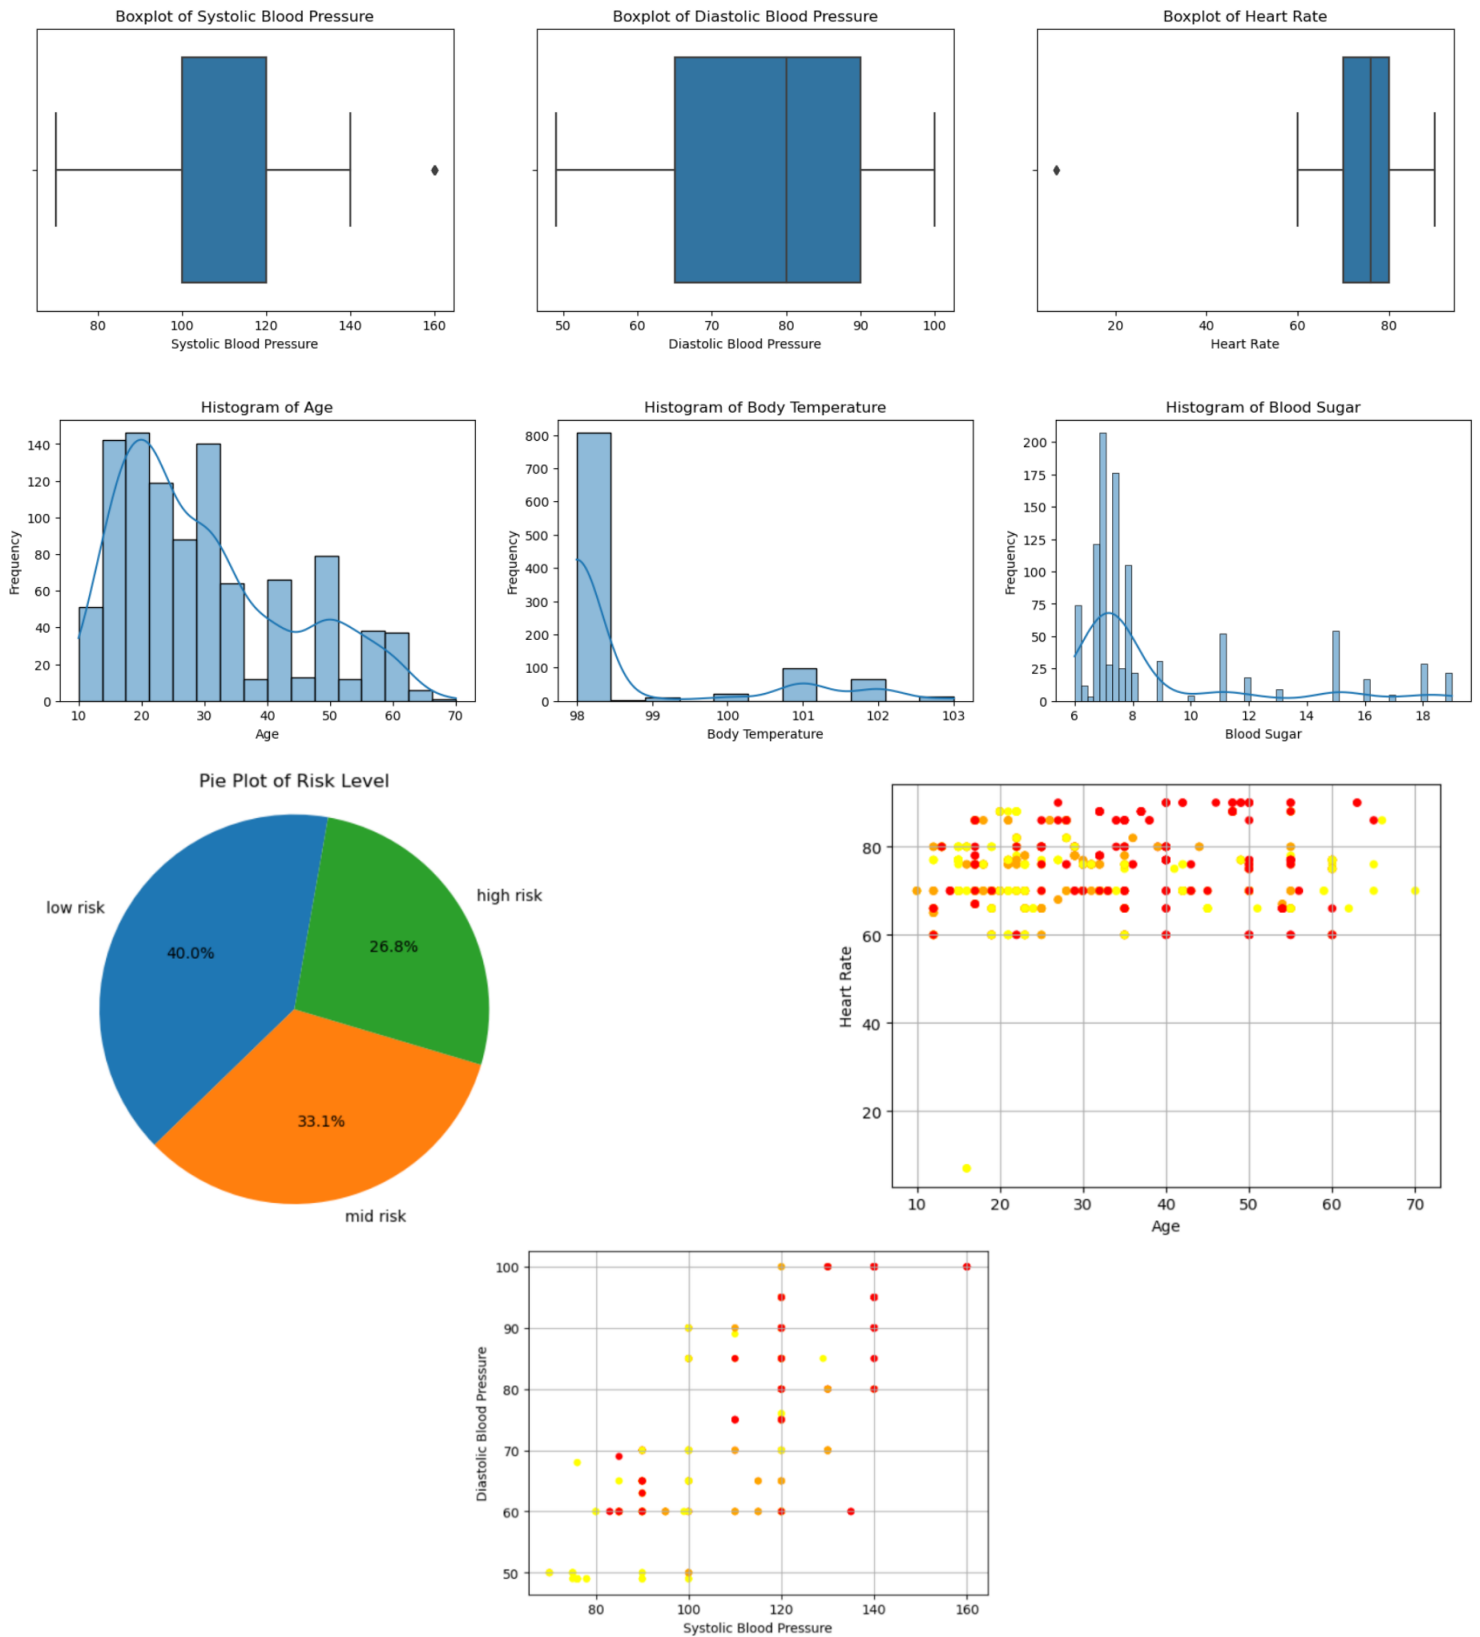 Boxplot of Systolic Blood Pressure
80 100 120 140 160
Systolic Blood Pressure
Boxplot of Diastolic Blood Pressure
50 60 70 80 90 100
Diastolic Blood Pressure
Boxplot of Heart Rate
20 40 60 80
Heart Rate
Histogram of Age
Frequency
140
120
100
80
60
40
20
0
10 20 30 40 50 60 70
Age
Histogram of Body Temperature
Frequency
800
700
600
500
400
300
200
100
0
98 99 100 101 102 103
Body Temperature
Histogram of Blood Sugar
Frequency
200
175
150
125
100
75
50
25
0
6 8 10 12 14 16 18
Blood Sugar
Pie Plot of Risk Level
low risk
40.0%
high risk
26.8%
33.1%
mid risk
Heart Rate
80
60
40
20
10 20 30 40 50 60 70
Age
Diastolic Blood Pressure
100
90
80
70
60
50
80 100 120 140 160
Systolic Blood Pressure